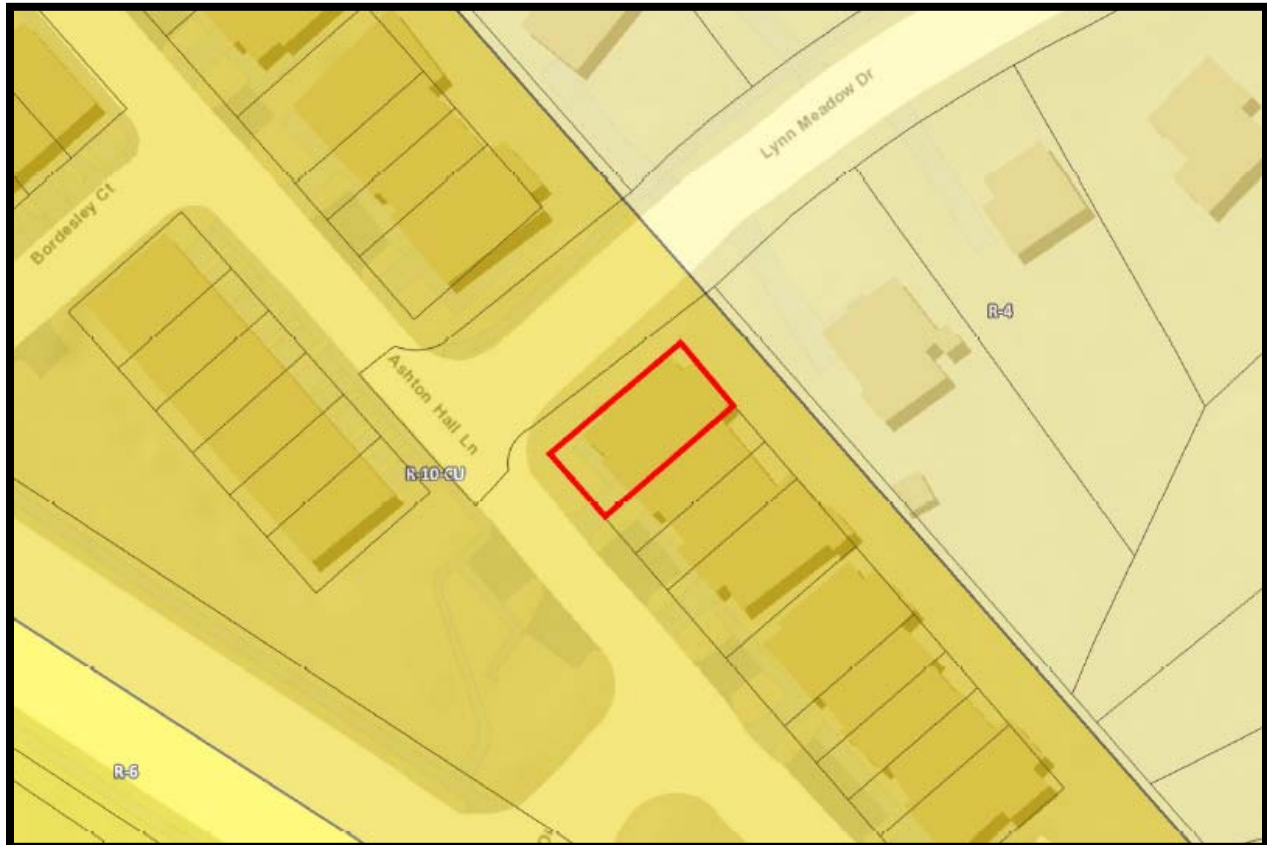 Lynn Meadow Dr
Bordesley Ct
R-4
Ashton Hall Ln
R-10-CU
R-6